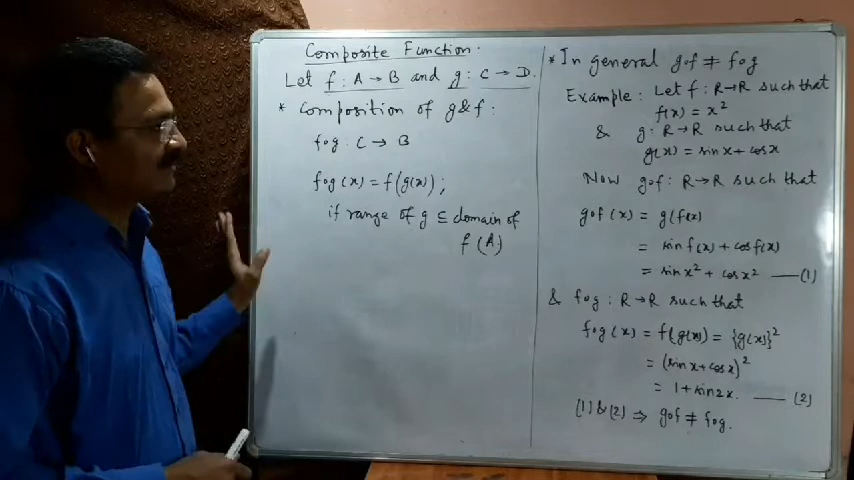 Composite Function.
Let f : A → B and g : C → D.
* Composition of g & f :
fog : C → B
fog (x) = f(g(x)) ;
if range of g ⊆ domain of
f (A)
* In general gof ≠ fog
Example : Let f : R→R such that
f(x) = x²
& g : R→R such that
g(x) = sinx + cosx
Now gof : R→R such that
gof (x) = g(f(x)
= sin f(x) + cos f(x)
= sin x² + cos x² —— (1)
& fog : R→R such that
fog (x) = f(g(x)) = {g(x)}²
= (sin x + cos x)²
= 1 + sin 2x. —— (2)
(1) & (2) ⇒ gof ≠ fog.